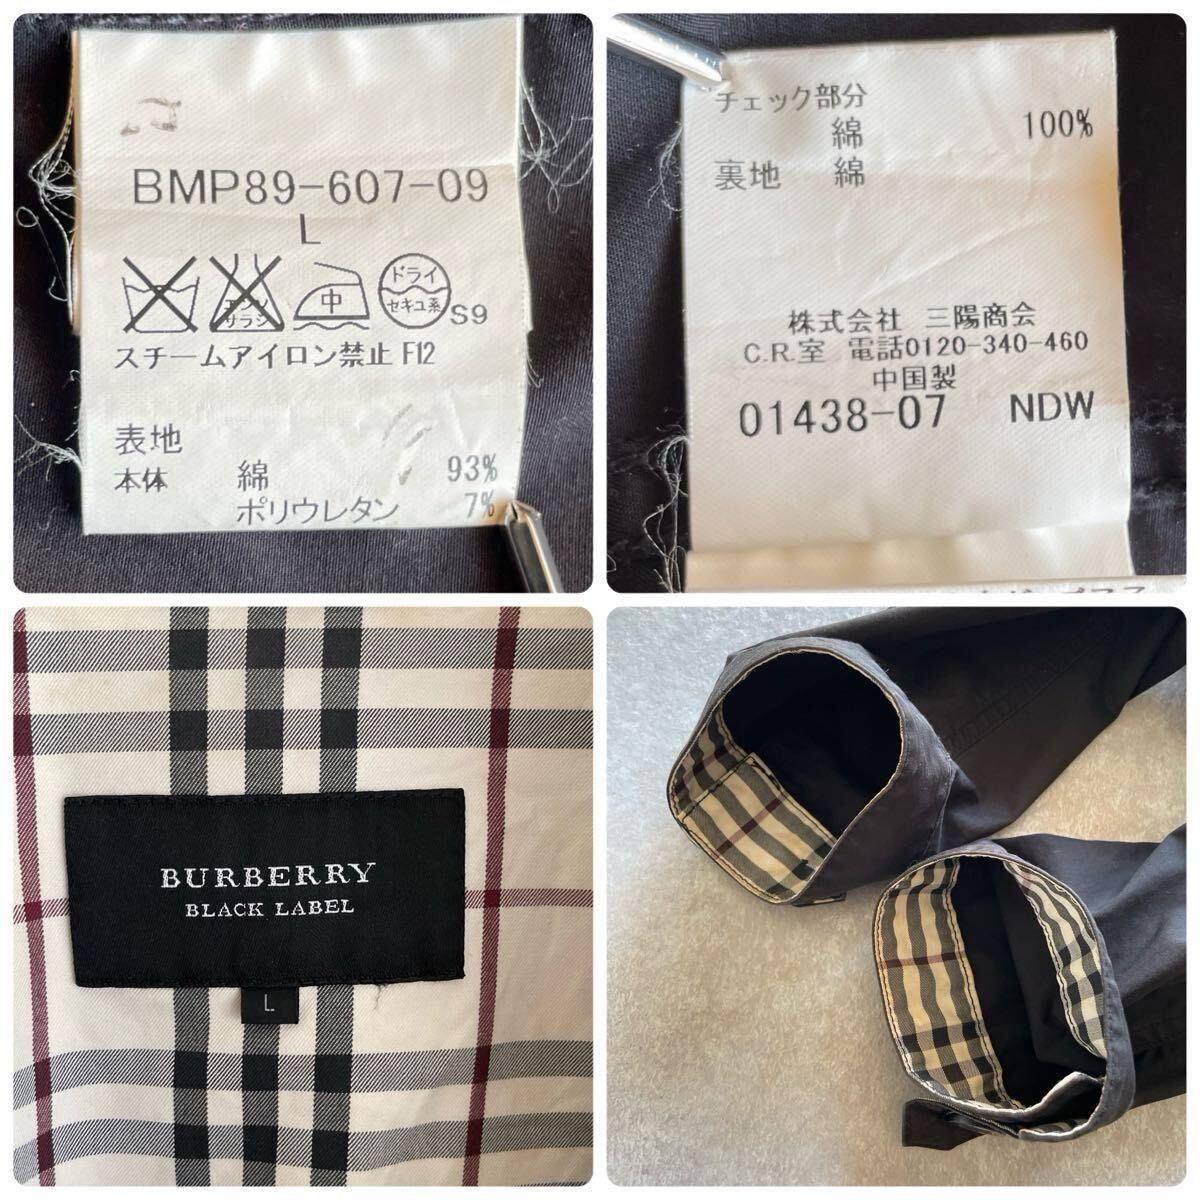 BMP89-607-09
L
中
ドライ
セキユ系
サラシ
S9
スチームアイロン禁止 F12
表地
本体 綿 93%
ポリウレタン 7%
チェック部分
綿 100%
裏地 綿
株式会社 三陽商会
C.R.室 電話0120-340-460
中国製
01438-07 NDW
BURBERRY
BLACK LABEL
L